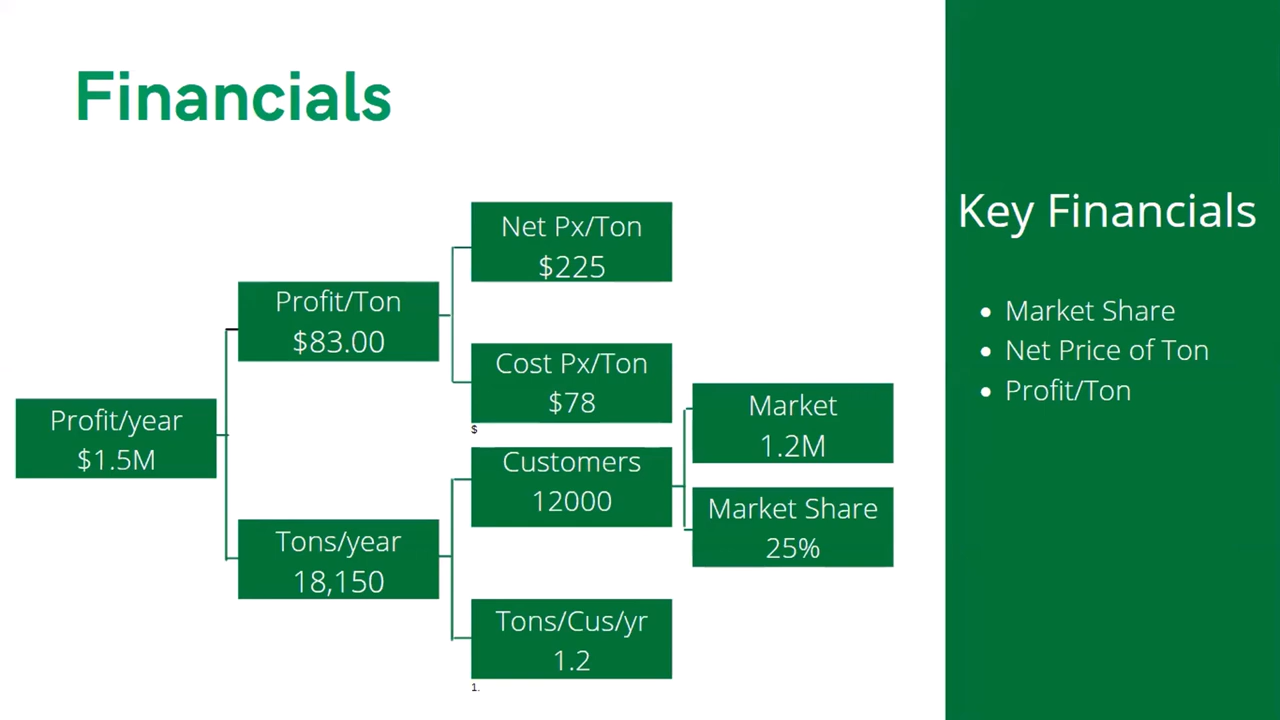 Financials
Net Px/Ton
$225
Profit/Ton
$83.00
Cost Px/Ton
$78
$
Profit/year
$1.5M
Market
1.2M
Customers
12000
Market Share
25%
Tons/year
18,150
Tons/Cus/yr
1.2
1.
Key Financials
• Market Share
• Net Price of Ton
• Profit/Ton